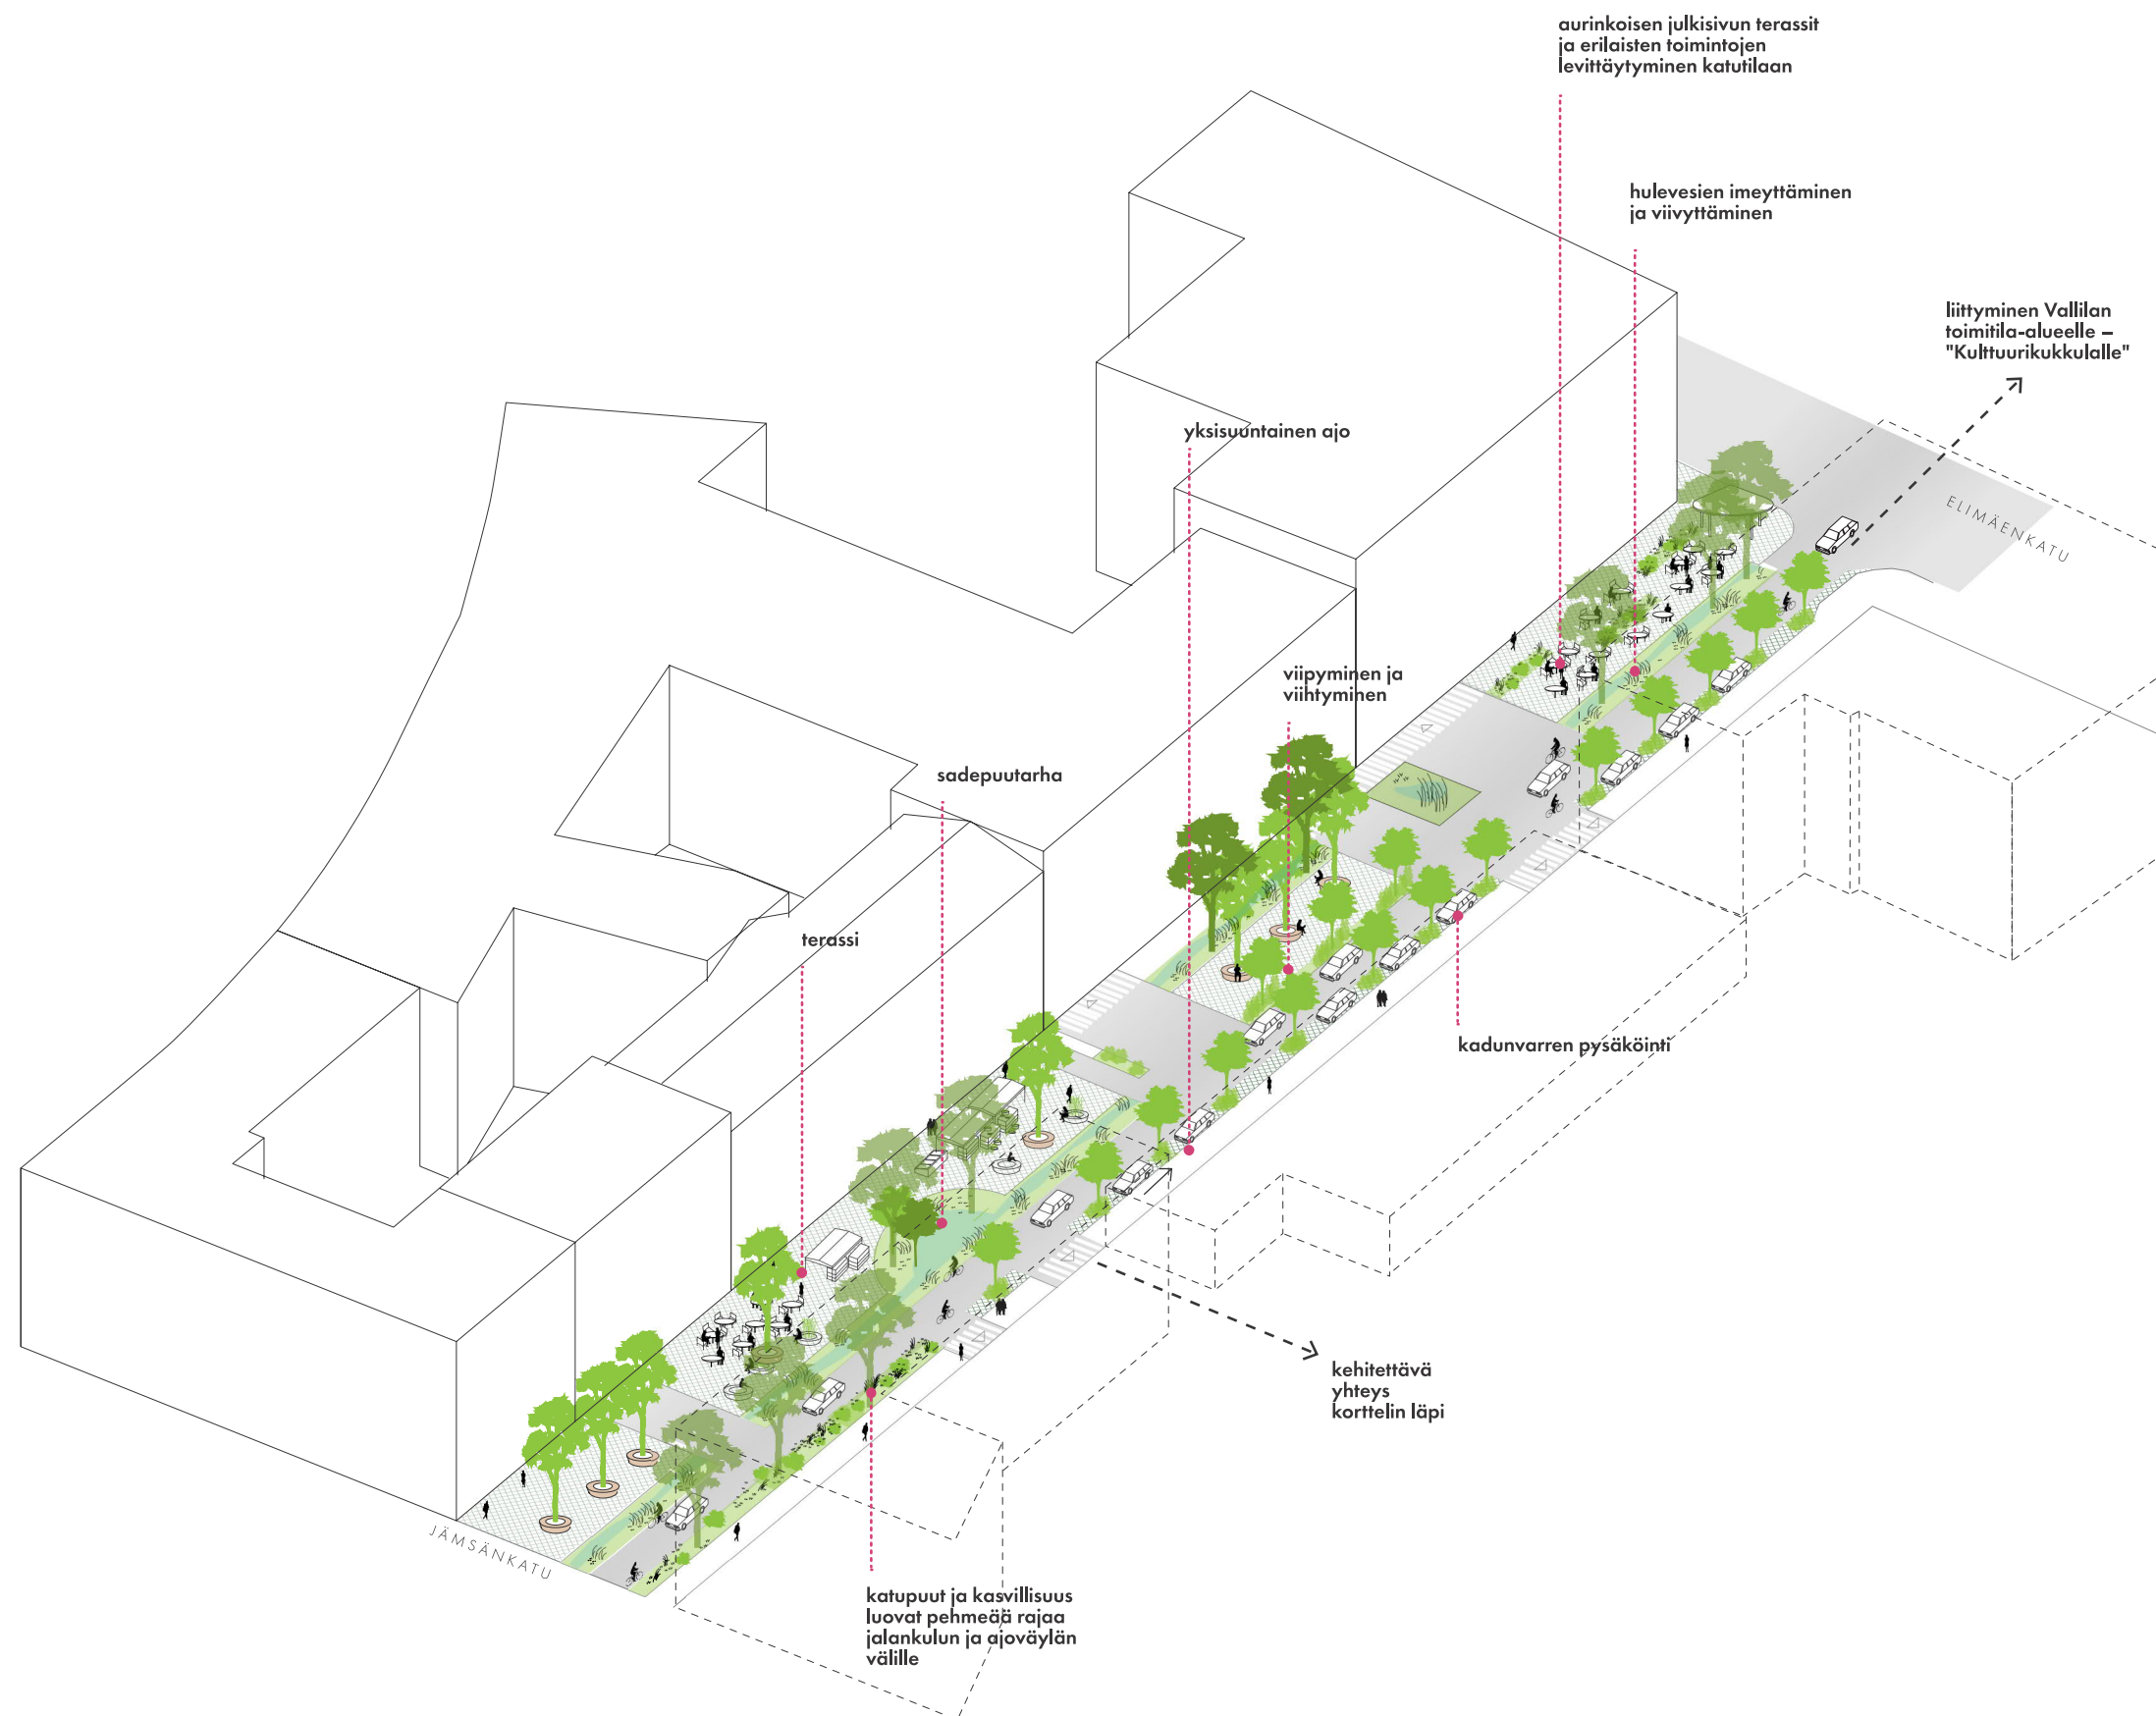 aurinkoisen julkisivun terassit
ja erilaisten toimintojen
levittäytyminen katutilaan
hulevesien imeyttäminen
ja viivyttäminen
liittyminen Vallilan
toimitila-alueelle –
"Kulttuurikukkulalle"
yksisuuntainen ajo
ELIMÄENKATU
viipyminen ja
viihtyminen
sadepuutarha
terassi
kadunvarren pysäköinti
kehitettävä
yhteys
korttelin läpi
JÄMSÄNKATU
katupuut ja kasvillisuus
luovat pehmeää rajaa
jalankulun ja ajoväylän
välille